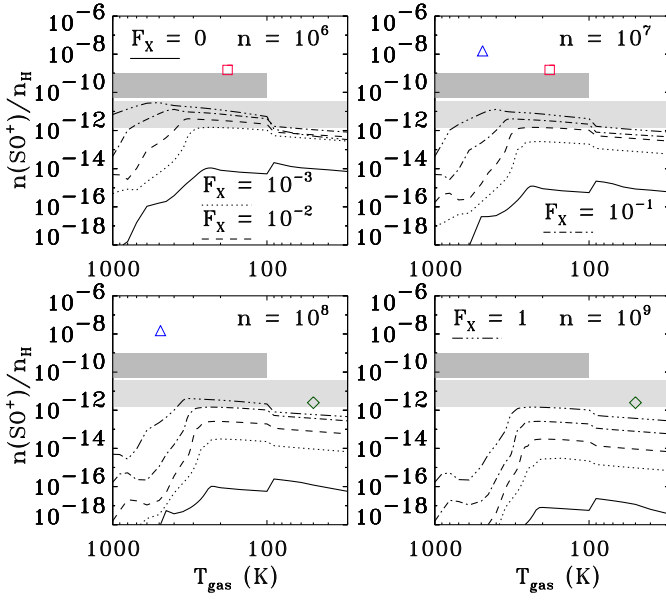 F_X = 0 n = 10^6
n = 10^7
n(SO^+)/n_H
10^-6
10^-8
10^-10
10^-12
10^-14
10^-16
10^-18
F_X = 10^-3
F_X = 10^-2
1000 100
n(SO^+)/n_H
10^-6
10^-8
10^-10
10^-12
10^-14
10^-16
10^-18
F_X = 10^-1
1000 100
n = 10^8
F_X = 1 n = 10^9
n(SO^+)/n_H
10^-6
10^-8
10^-10
10^-12
10^-14
10^-16
10^-18
1000 100
T_gas (K)
n(SO^+)/n_H
10^-6
10^-8
10^-10
10^-12
10^-14
10^-16
10^-18
1000 100
T_gas (K)